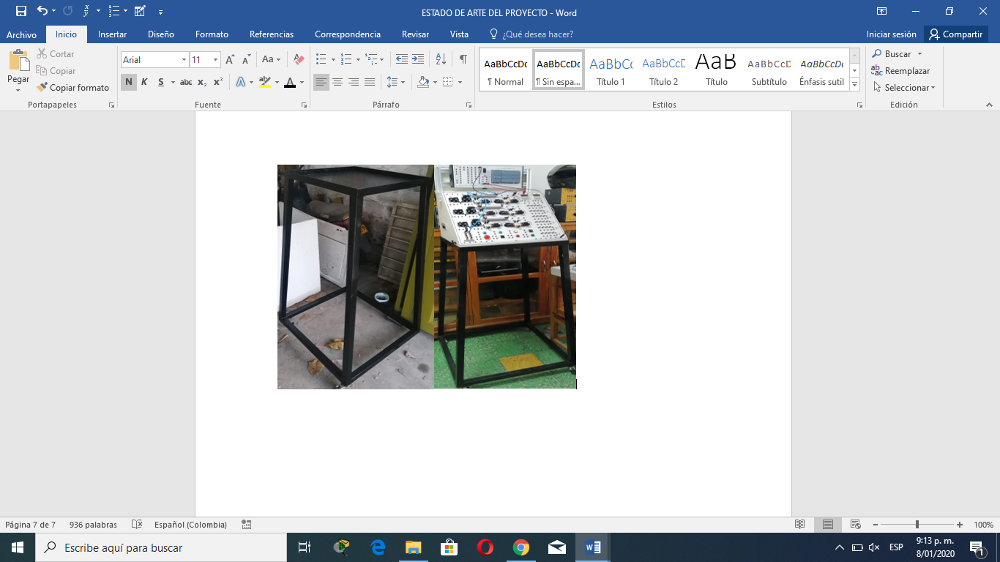 ESTADO DE ARTE DEL PROYECTO - Word
Archivo Inicio Insertar Diseño Formato Referencias Correspondencia Revisar Vista ¿Qué desea hacer? Iniciar sesión Compartir
Pegar
Cortar
Copiar
Copiar formato
Portapapeles
Arial 11
N K S abc x₂ x²
Fuente
Párrafo
AaBbCcDc AaBbCcDc AaBbCc AaBbCcD AaB AaBbCcD AaBbCcDc
¶ Normal ¶ Sin espa... Título 1 Título 2 Título Subtítulo Énfasis sutil
Estilos
Buscar
Reemplazar
Seleccionar
Edición
Página 7 de 7 936 palabras Español (Colombia) 100%
Escribe aquí para buscar
ESP
9:13 p. m.
8/01/2020
1